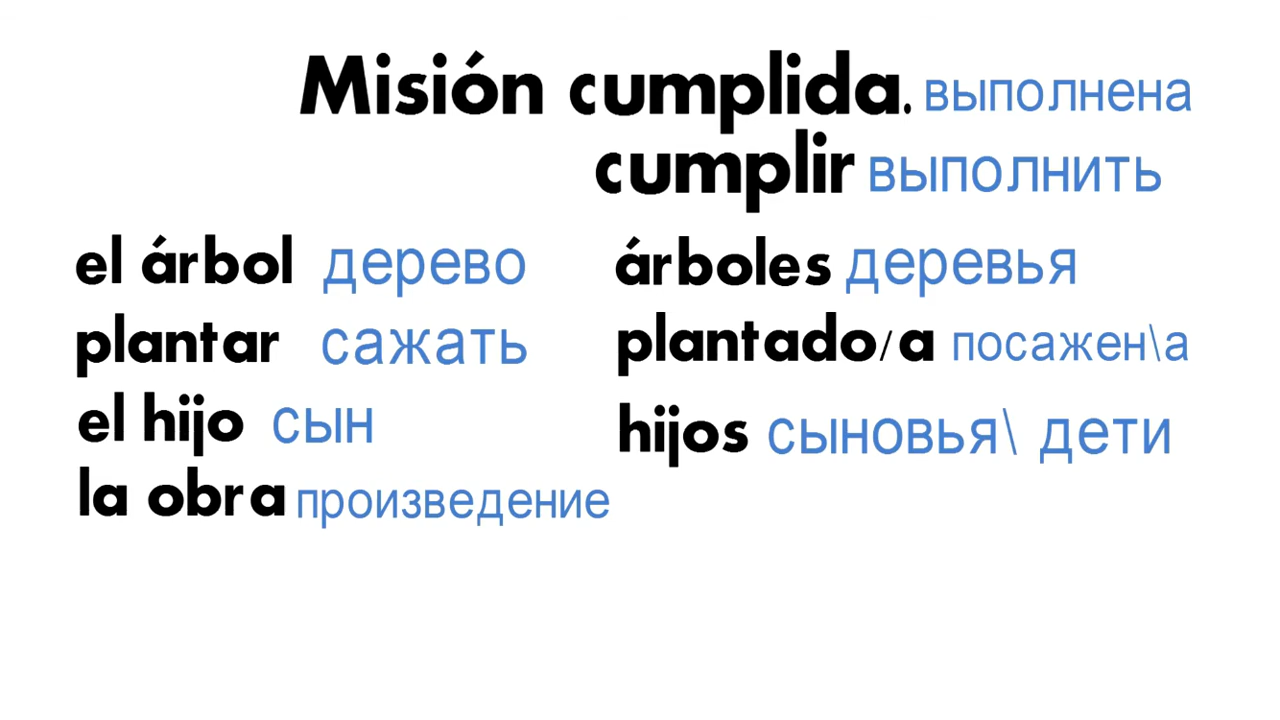 Misión cumplida. выполнена
cumplir выполнить
el árbol дерево árboles деревья
plantar сажать plantado/a посажен\а
el hijo сын hijos сыновья\ дети
la obra произведение